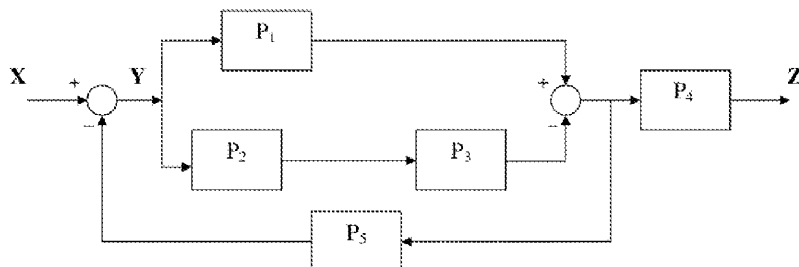 P₁
X + Y + Z
P₄
− −
P₂ P₃
P₅